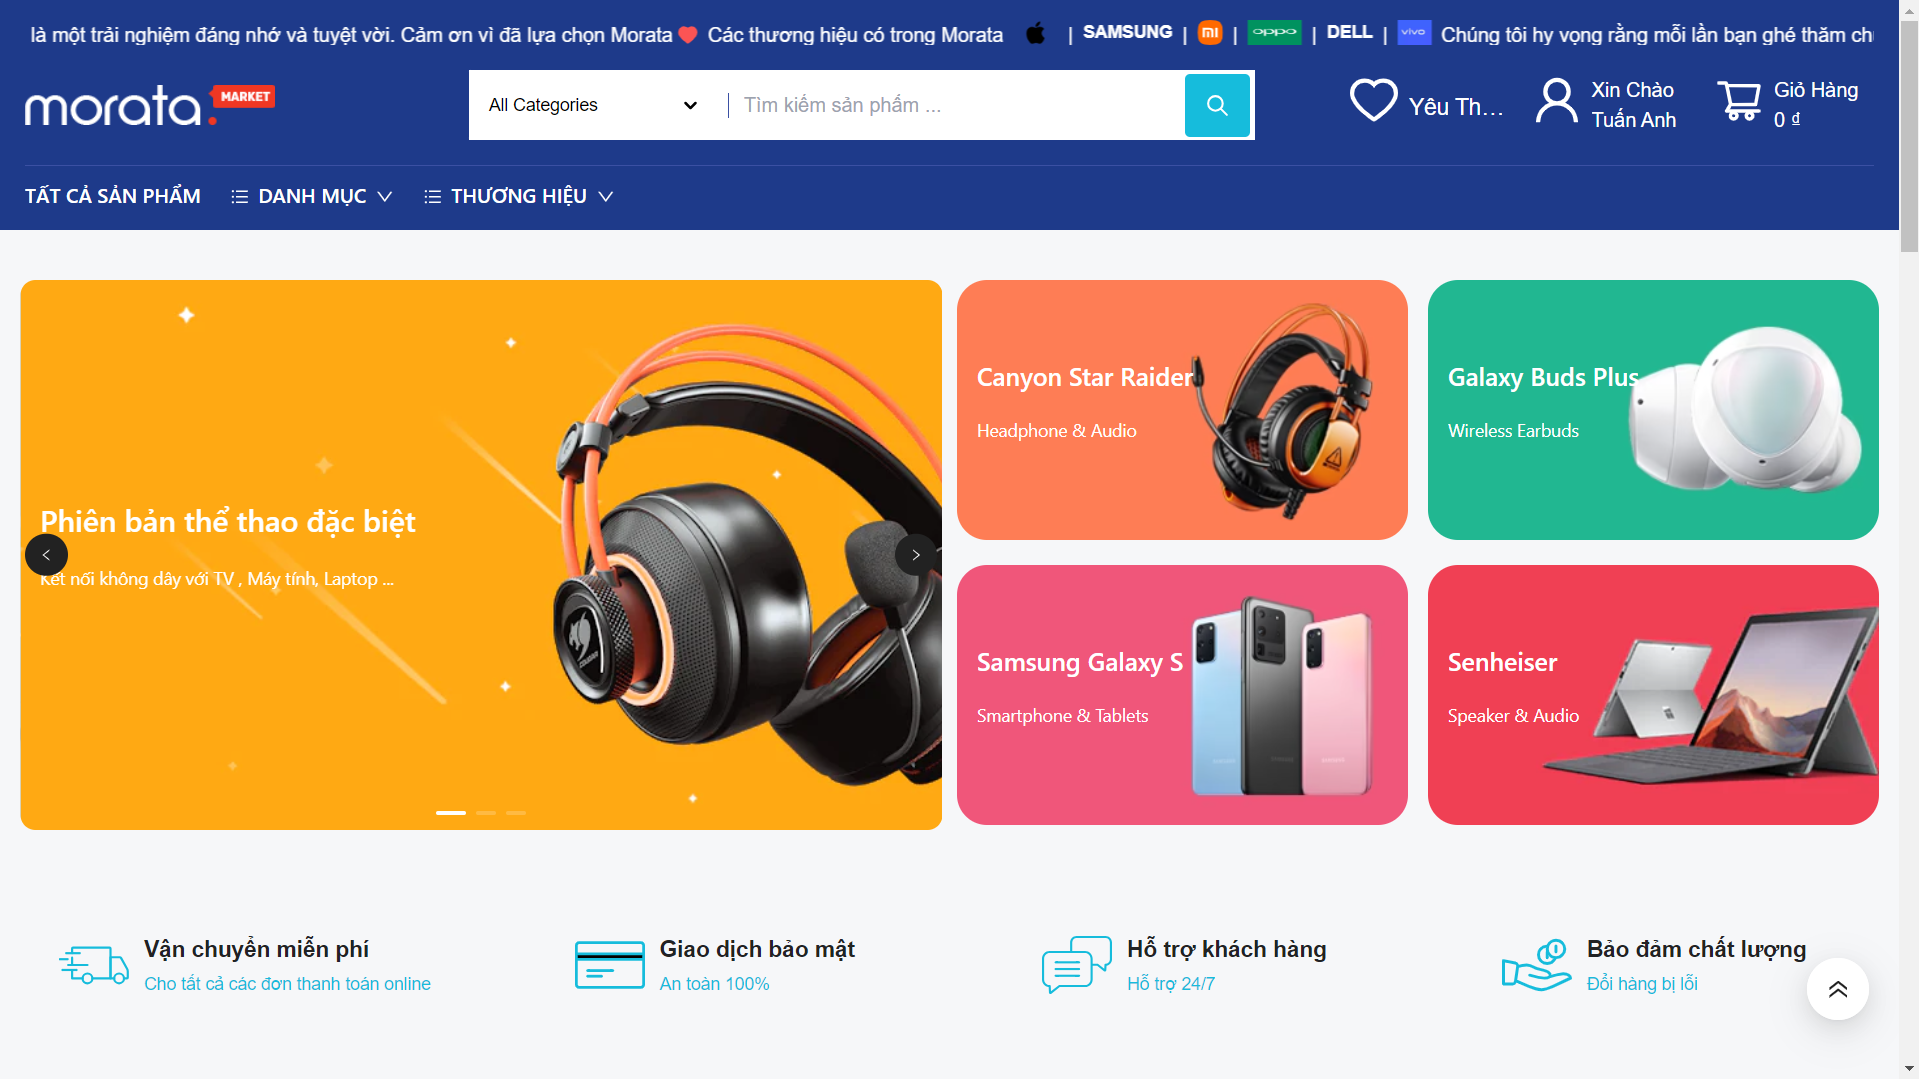 là một trải nghiệm đáng nhớ và tuyệt vời. Cảm ơn vì đã lựa chọn Morata Các thương hiệu có trong Morata | SAMSUNG | mi | oppo | DELL | vivo Chúng tôi hy vọng rằng mỗi lần bạn ghé thăm
morata. MARKET
All Categories
Tìm kiếm sản phẩm ...
Yêu Th...
Xin Chào
Tuấn Anh
Giỏ Hàng
0 ₫
TẤT CẢ SẢN PHẨM
DANH MỤC
THƯƠNG HIỆU
Phiên bản thể thao đặc biệt
Kết nối không dây với TV , Máy tính, Laptop ...
COUGAR
Canyon Star Raider
Headphone & Audio
Galaxy Buds Plus
Wireless Earbuds
Samsung Galaxy S
Smartphone & Tablets
Senheiser
Speaker & Audio
Vận chuyển miễn phí
Cho tất cả các đơn thanh toán online
Giao dịch bảo mật
An toàn 100%
Hỗ trợ khách hàng
Hỗ trợ 24/7
Bảo đảm chất lượng
Đổi hàng bị lỗi